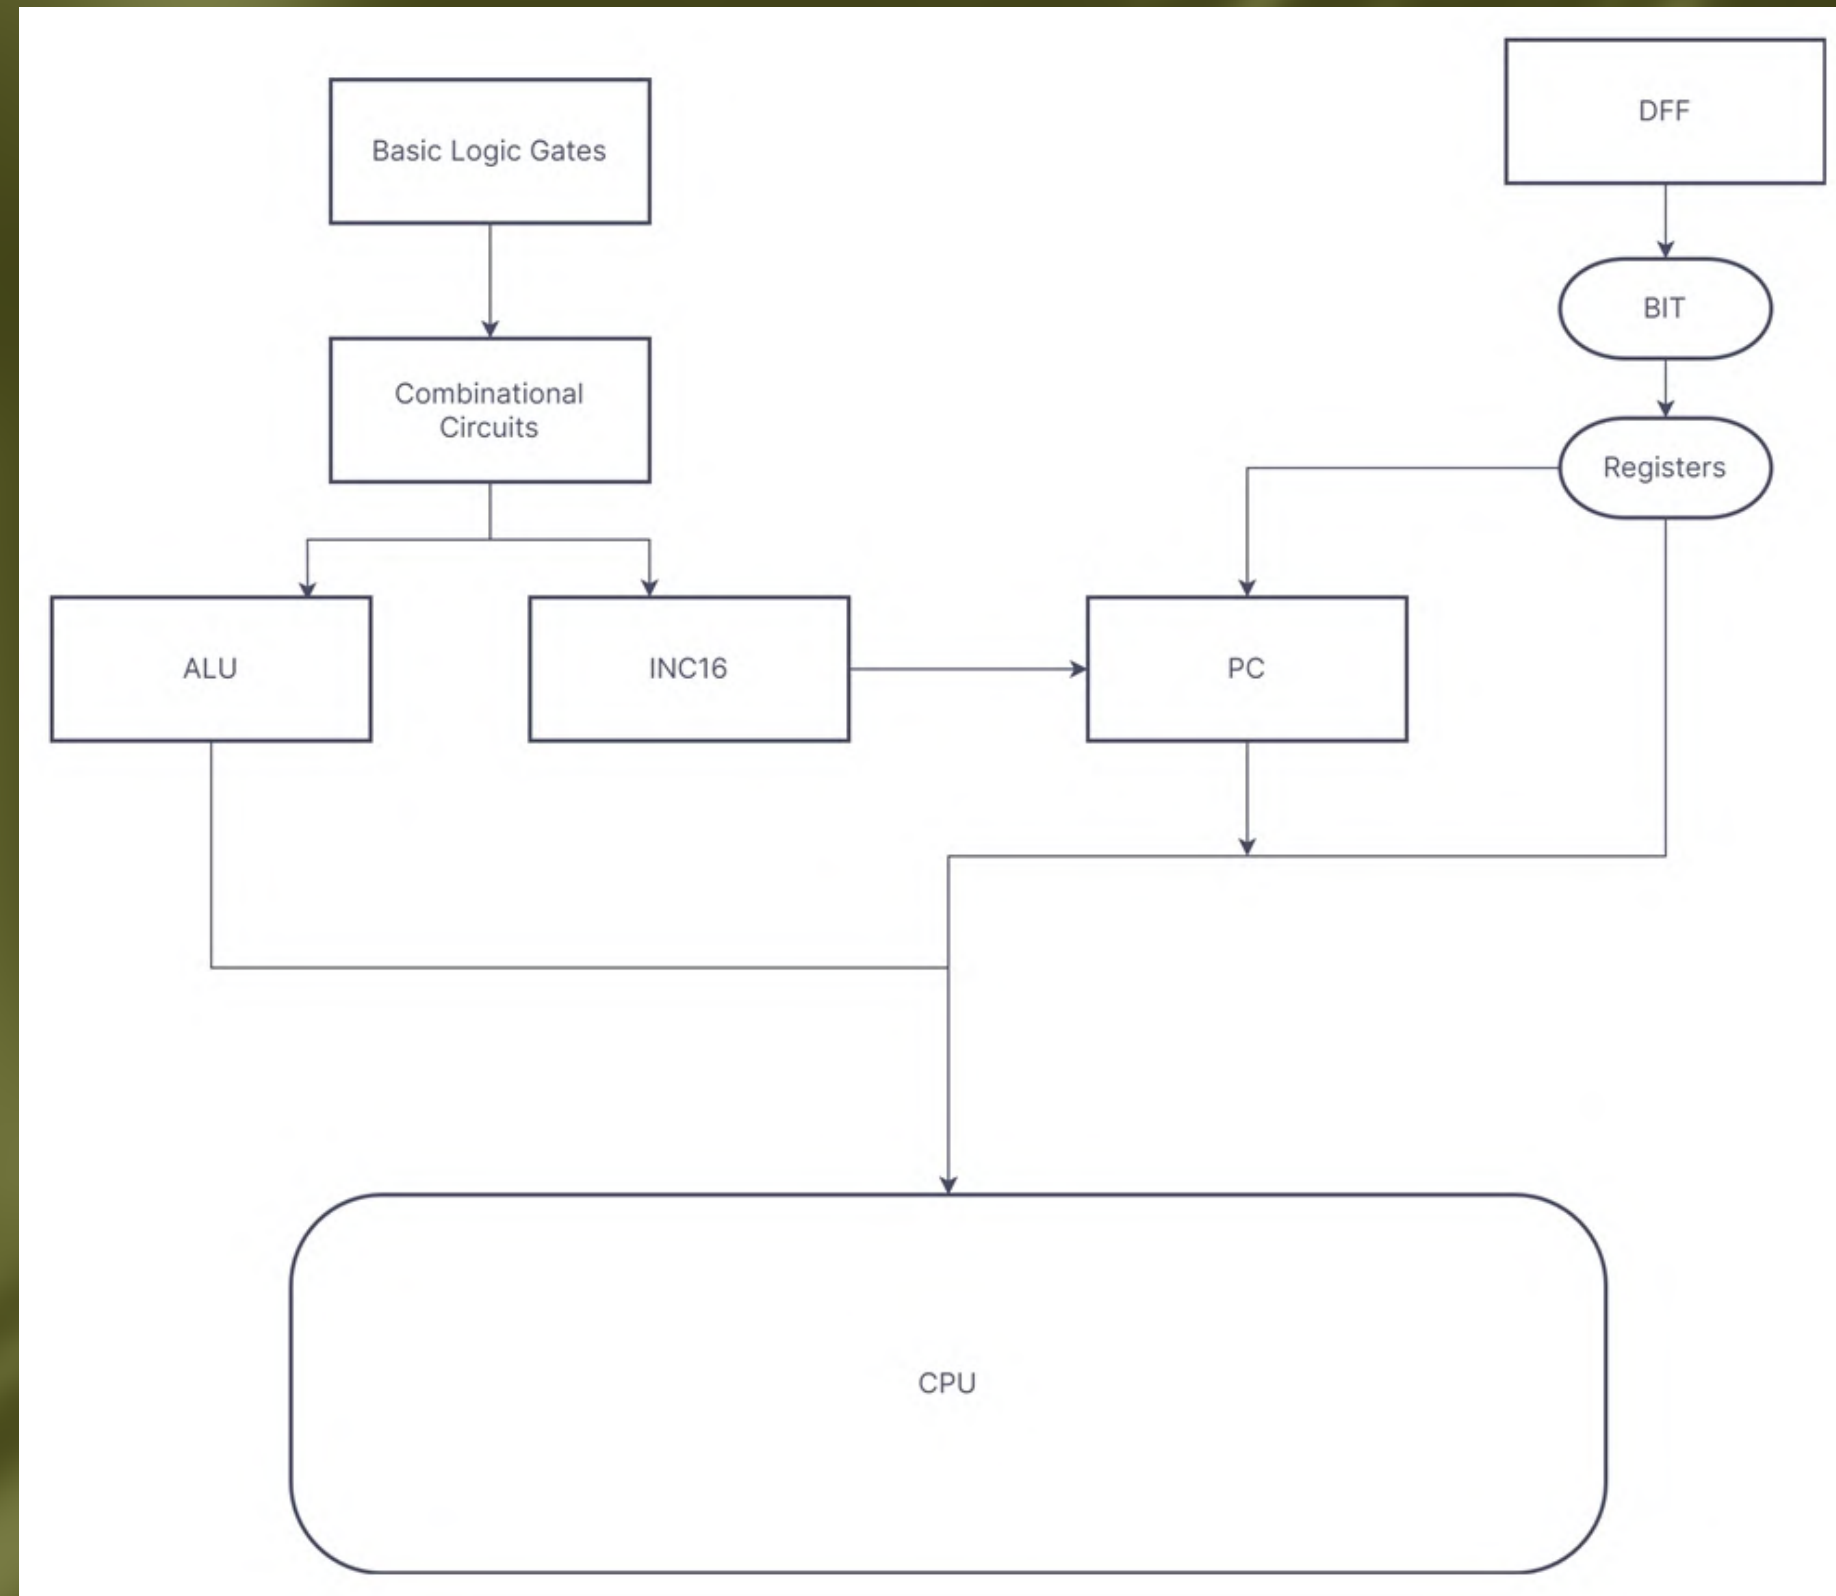 DFF
Basic Logic Gates
BIT
Combinational
Circuits
Registers
ALU
INC16
PC
CPU